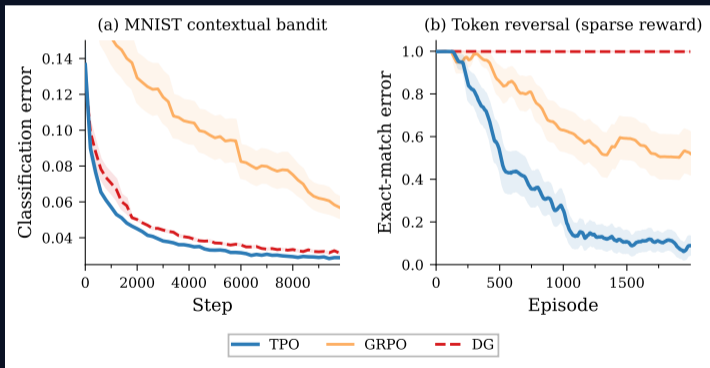 (a) MNIST contextual bandit
Classification error
0.14
0.12
0.10
0.08
0.06
0.04
0
2000
4000
6000
8000
Step
(b) Token reversal (sparse reward)
Exact-match error
1.0
0.8
0.6
0.4
0.2
0.0
0
500
1000
1500
Episode
TPO
GRPO
DG